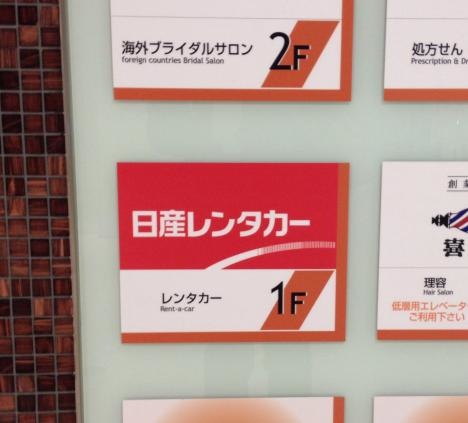 海外ブライダルサロン
foreign countries Bridal Salon
2F
処方せん
Prescription &
日産レンタカー
レンタカー
Rent-a-car
1F
創
喜
理容
Hair Salon
低層用エレベータ
ご利用下さい